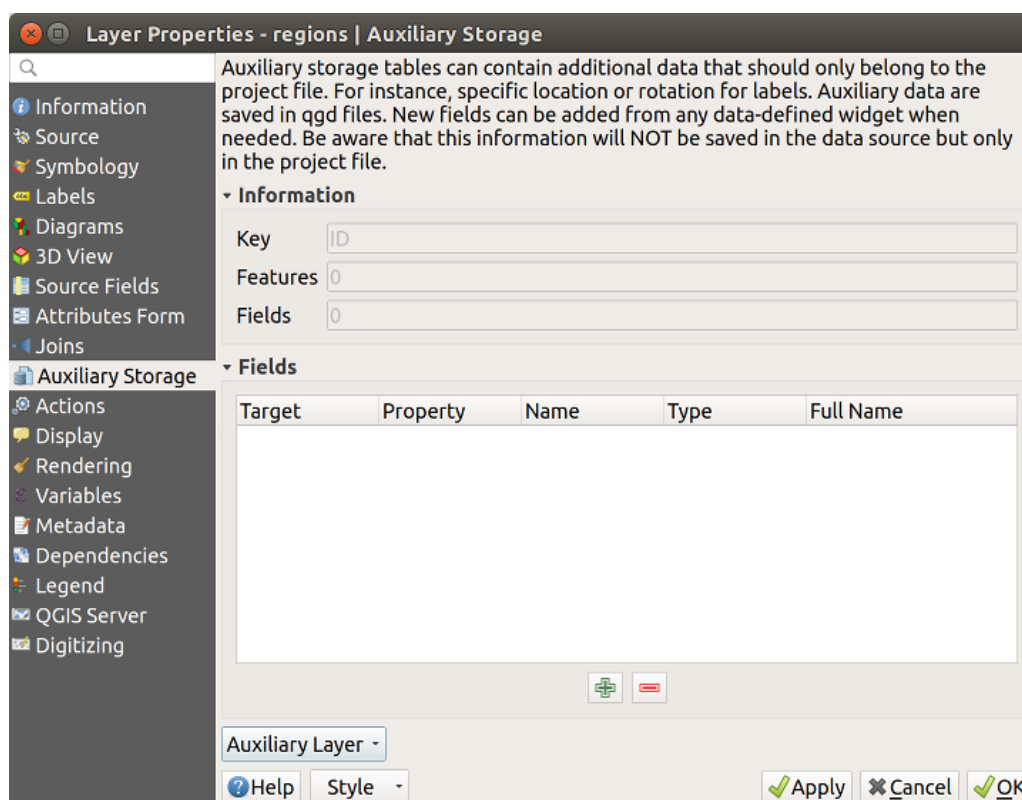 Layer Properties - regions | Auxiliary Storage
Information
Source
Symbology
Labels
Diagrams
3D View
Source Fields
Attributes Form
Joins
Auxiliary Storage
Actions
Display
Rendering
Variables
Metadata
Dependencies
Legend
QGIS Server
Digitizing
Auxiliary storage tables can contain additional data that should only belong to the
project file. For instance, specific location or rotation for labels. Auxiliary data are
saved in qgd files. New fields can be added from any data-defined widget when
needed. Be aware that this information will NOT be saved in the data source but only
in the project file.
Information
Key ID
Features 0
Fields 0
Fields
Target Property Name Type Full Name
Auxiliary Layer
Help Style Apply Cancel OK